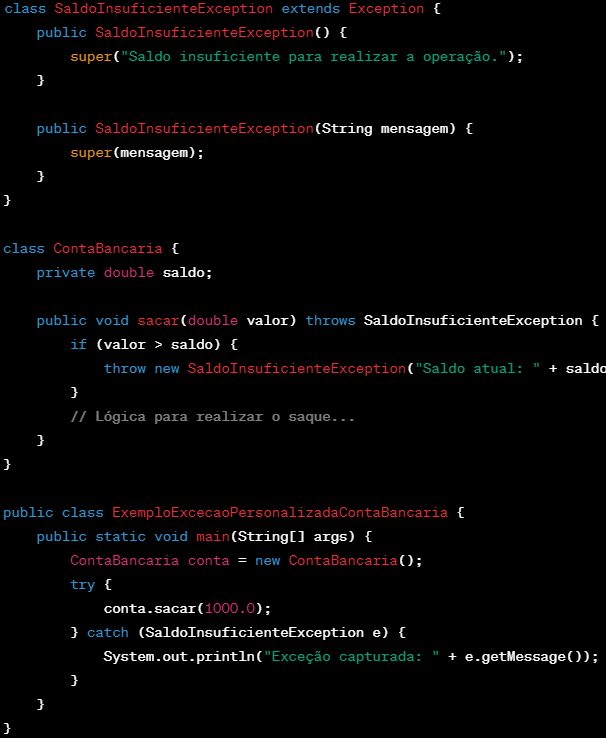 class SaldoInsuficienteException extends Exception {
    public SaldoInsuficienteException() {
        super("Saldo insuficiente para realizar a operação.");
    }

    public SaldoInsuficienteException(String mensagem) {
        super(mensagem);
    }
}

class ContaBancaria {
    private double saldo;

    public void sacar(double valor) throws SaldoInsuficienteException {
        if (valor > saldo) {
            throw new SaldoInsuficienteException("Saldo atual: " + saldo
        }
        // Lógica para realizar o saque...
    }
}

public class ExemploExcecaoPersonalizadaContaBancaria {
    public static void main(String[] args) {
        ContaBancaria conta = new ContaBancaria();
        try {
            conta.sacar(1000.0);
        } catch (SaldoInsuficienteException e) {
            System.out.println("Exceção capturada: " + e.getMessage());
        }
    }
}